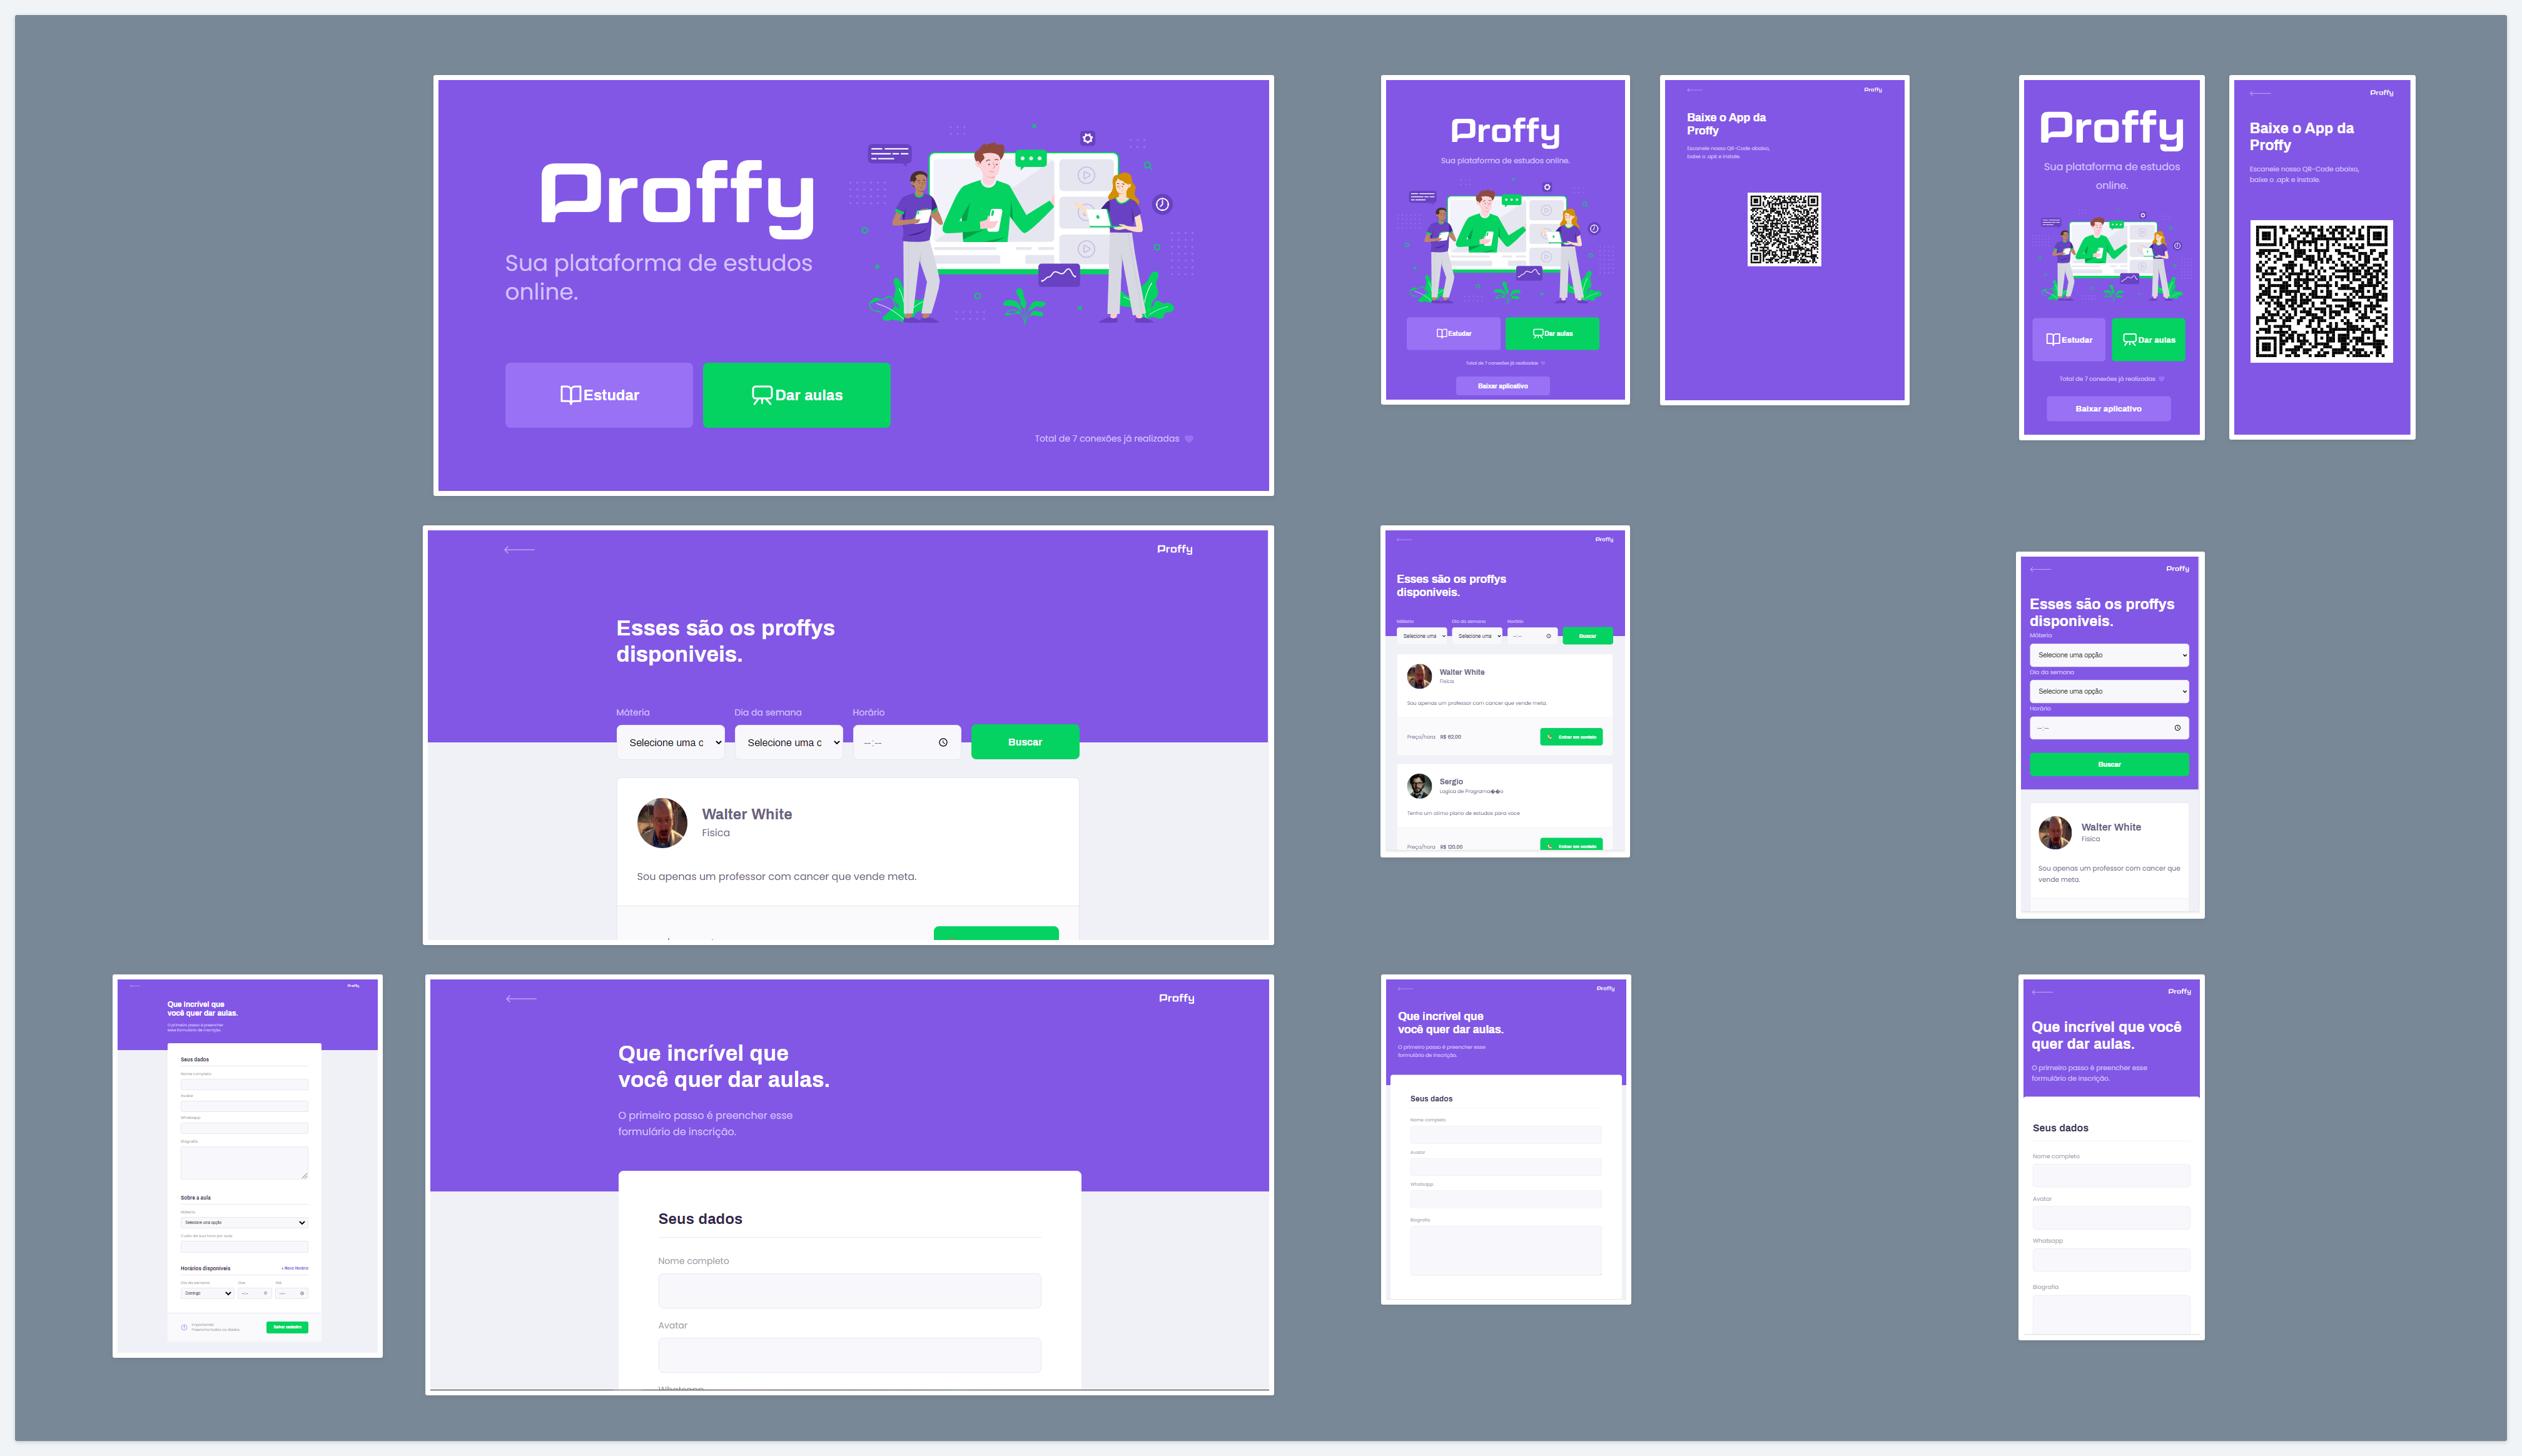 Proffy
Sua plataforma de estudos
online.
Estudar
Dar aulas
Total de 7 conexões já realizadas
Proffy
Sua plataforma de estudos online.
Estudar
Dar aulas
Total de 7 conexões já realizadas
Baixar aplicativo
Proffy
Baixe o App da
Proffy
Escaneie nosso QR-Code abaixo,
baixe o .apk e instale.
Proffy
Sua plataforma de estudos
online.
Estudar
Dar aulas
Total de 7 conexões já realizadas
Baixar aplicativo
Proffy
Baixe o App da
Proffy
Escaneie nosso QR-Code abaixo,
baixe o .apk e instale.
Proffy
Esses são os proffys
disponiveis.
Máteria
Dia da semana
Horário
Selecione uma c
Selecione uma c
--:--
Buscar
Walter White
Fisica
Sou apenas um professor com cancer que vende meta.
Proffy
Esses são os proffys
disponiveis.
Máteria
Dia da semana
Horário
Selecione uma
Selecione uma
--:--
Buscar
Walter White
Fisica
Sou apenas um professor com cancer que vende meta.
Preço/hora R$ 62,00
Entrar em contato
Sergio
Logica de Programa��o
Tenho um otimo plano de estudos para voce
Preço/hora R$ 120,00
Entrar em contato
Proffy
Esses são os proffys
disponiveis.
Máteria
Selecione uma opção
Dia da semana
Selecione uma opção
Horário
--:--
Buscar
Walter White
Fisica
Sou apenas um professor com cancer que
vende meta.
Proffy
Que incrível que
você quer dar aulas.
O primeiro passo é preencher
esse formulário de inscrição.
Seus dados
Nome completo
Avatar
Whatsapp
Biografia
Sobre a aula
Máteria
Selecione uma opção
Custo da sua hora por aula
Horários disponíveis
+ Novo Horário
Dia da semana
Das
Até
Domingo
--:--
--:--
Importante!
Preencha todos os dados
Salvar cadastro
Proffy
Que incrível que
você quer dar aulas.
O primeiro passo é preencher esse
formulário de inscrição.
Seus dados
Nome completo
Avatar
Whatsapp
Proffy
Que incrível que
você quer dar aulas.
O primeiro passo é preencher esse
formulário de inscrição.
Seus dados
Nome completo
Avatar
Whatsapp
Biografia
Proffy
Que incrível que você
quer dar aulas.
O primeiro passo é preencher esse
formulário de inscrição.
Seus dados
Nome completo
Avatar
Whatsapp
Biografia